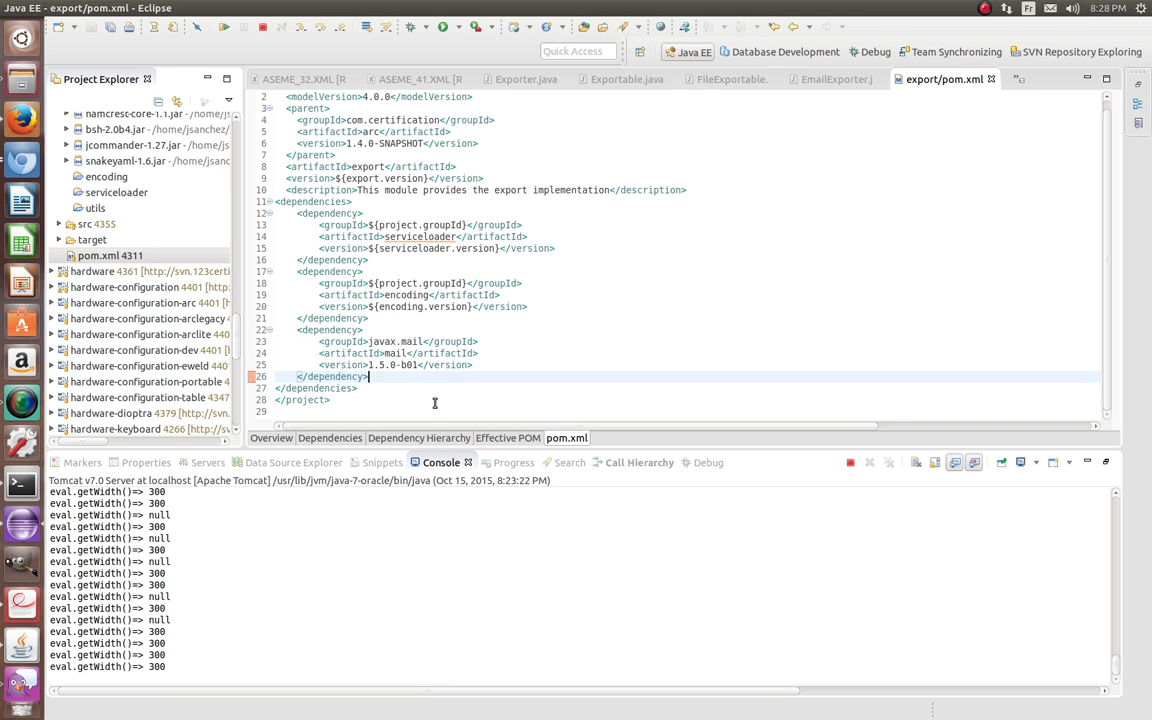 Java EE - export/pom.xml - Eclipse
Fr
8:28 PM
Quick Access
Java EE
Database Development
Debug
Team Synchronizing
SVN Repository Exploring
Project Explorer
ASEME_32.XML [R
ASEME_41.XML [R
Exporter.java
Exportable.java
FileExportable.
EmailExporter.j
export/pom.xml
»53
hamcrest-core-1.1.jar - /home/js
bsh-2.0b4.jar - /home/jsanchez/
jcommander-1.27.jar - /home/js
snakeyaml-1.6.jar - /home/jsanc
encoding
serviceloader
utils
src 4355
target
pom.xml 4311
hardware 4361 [http://svn.123certi
hardware-configuration 4401 [http:
hardware-configuration-arc 4401 [
hardware-configuration-arclegacy
hardware-configuration-arclite 440
hardware-configuration-dev 4401 [
hardware-configuration-eweld 440
hardware-configuration-portable
hardware-configuration-table 4347
hardware-dioptra 4379 [http://svn.
hardware-keyboard 4266 [http://sv
2 <modelVersion>4.0.0</modelVersion>
3 <parent>
4 <groupId>com.certification</groupId>
5 <artifactId>arc</artifactId>
6 <version>1.4.0-SNAPSHOT</version>
7 </parent>
8 <artifactId>export</artifactId>
9 <version>${export.version}</version>
10 <description>This module provides the export implementation</description>
11 <dependencies>
12 <dependency>
13 <groupId>${project.groupId}</groupId>
14 <artifactId>serviceloader</artifactId>
15 <version>${serviceloader.version}</version>
16 </dependency>
17 <dependency>
18 <groupId>${project.groupId}</groupId>
19 <artifactId>encoding</artifactId>
20 <version>${encoding.version}</version>
21 </dependency>
22 <dependency>
23 <groupId>javax.mail</groupId>
24 <artifactId>mail</artifactId>
25 <version>1.5.0-b01</version>
26 </dependency>
27 </dependencies>
28 </project>
29
Overview
Dependencies
Dependency Hierarchy
Effective POM
pom.xml
Markers
Properties
Servers
Data Source Explorer
Snippets
Console
Progress
Search
Call Hierarchy
Debug
Tomcat v7.0 Server at localhost [Apache Tomcat] /usr/lib/jvm/java-7-oracle/bin/java (Oct 15, 2015, 8:23:22 PM)
eval.getWidth()=> 300
eval.getWidth()=> 300
eval.getWidth()=> null
eval.getWidth()=> 300
eval.getWidth()=> null
eval.getWidth()=> 300
eval.getWidth()=> null
eval.getWidth()=> 300
eval.getWidth()=> 300
eval.getWidth()=> null
eval.getWidth()=> 300
eval.getWidth()=> null
eval.getWidth()=> 300
eval.getWidth()=> 300
eval.getWidth()=> 300
eval.getWidth()=> 300